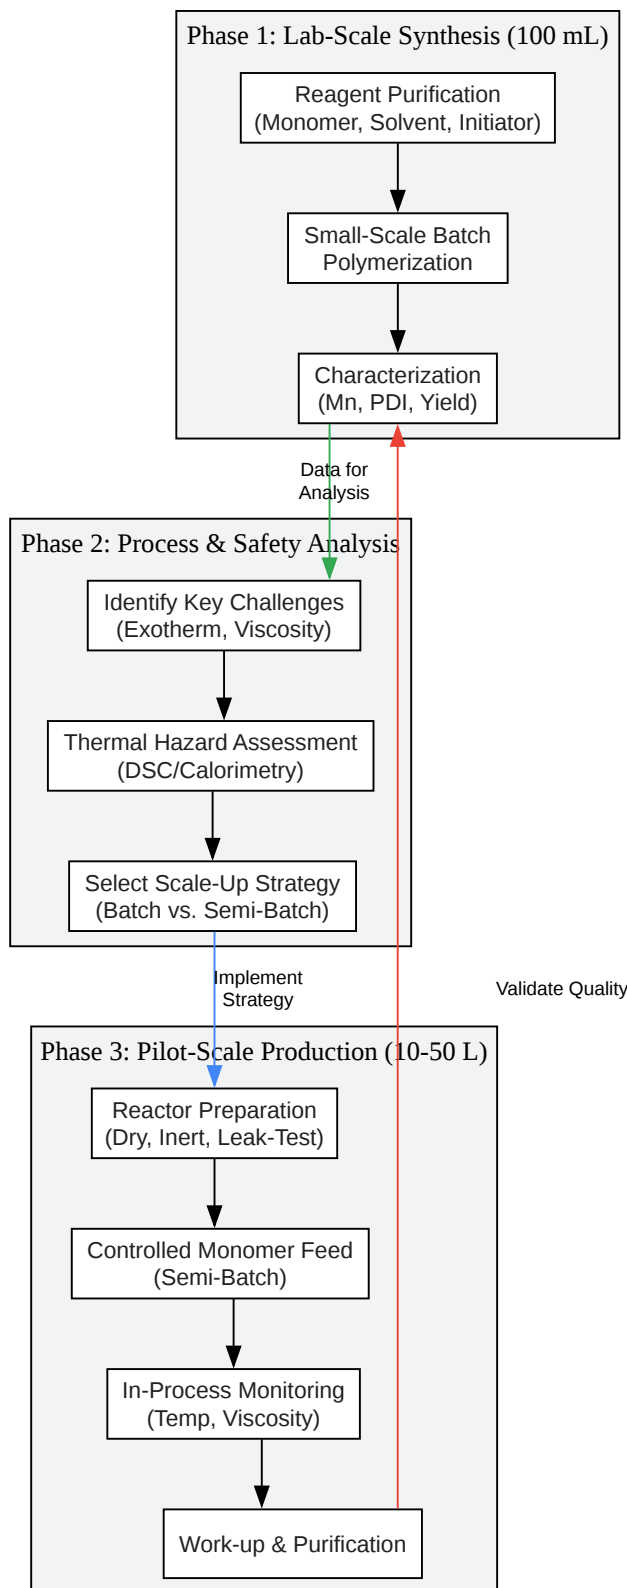 Phase 1: Lab-Scale Synthesis (100 mL)
Reagent Purification
(Monomer, Solvent, Initiator)
Small-Scale Batch
Polymerization
Characterization
(Mn, PDI, Yield)
Data for
Analysis
Phase 2: Process & Safety Analysis
Identify Key Challenges
(Exotherm, Viscosity)
Thermal Hazard Assessment
(DSC/Calorimetry)
Select Scale-Up Strategy
(Batch vs. Semi-Batch)
Implement
Strategy
Validate Quality
Phase 3: Pilot-Scale Production (10-50 L)
Reactor Preparation
(Dry, Inert, Leak-Test)
Controlled Monomer Feed
(Semi-Batch)
In-Process Monitoring
(Temp, Viscosity)
Work-up & Purification